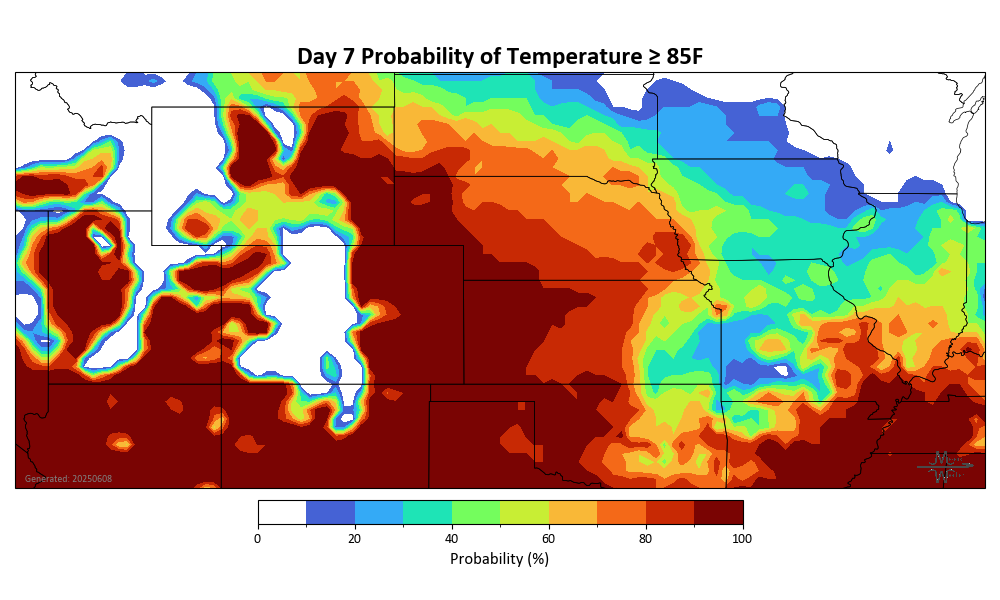 Day 7 Probability of Temperature ≥ 85F
Generated: 20250608
0 20 40 60 80 100
Probability (%)